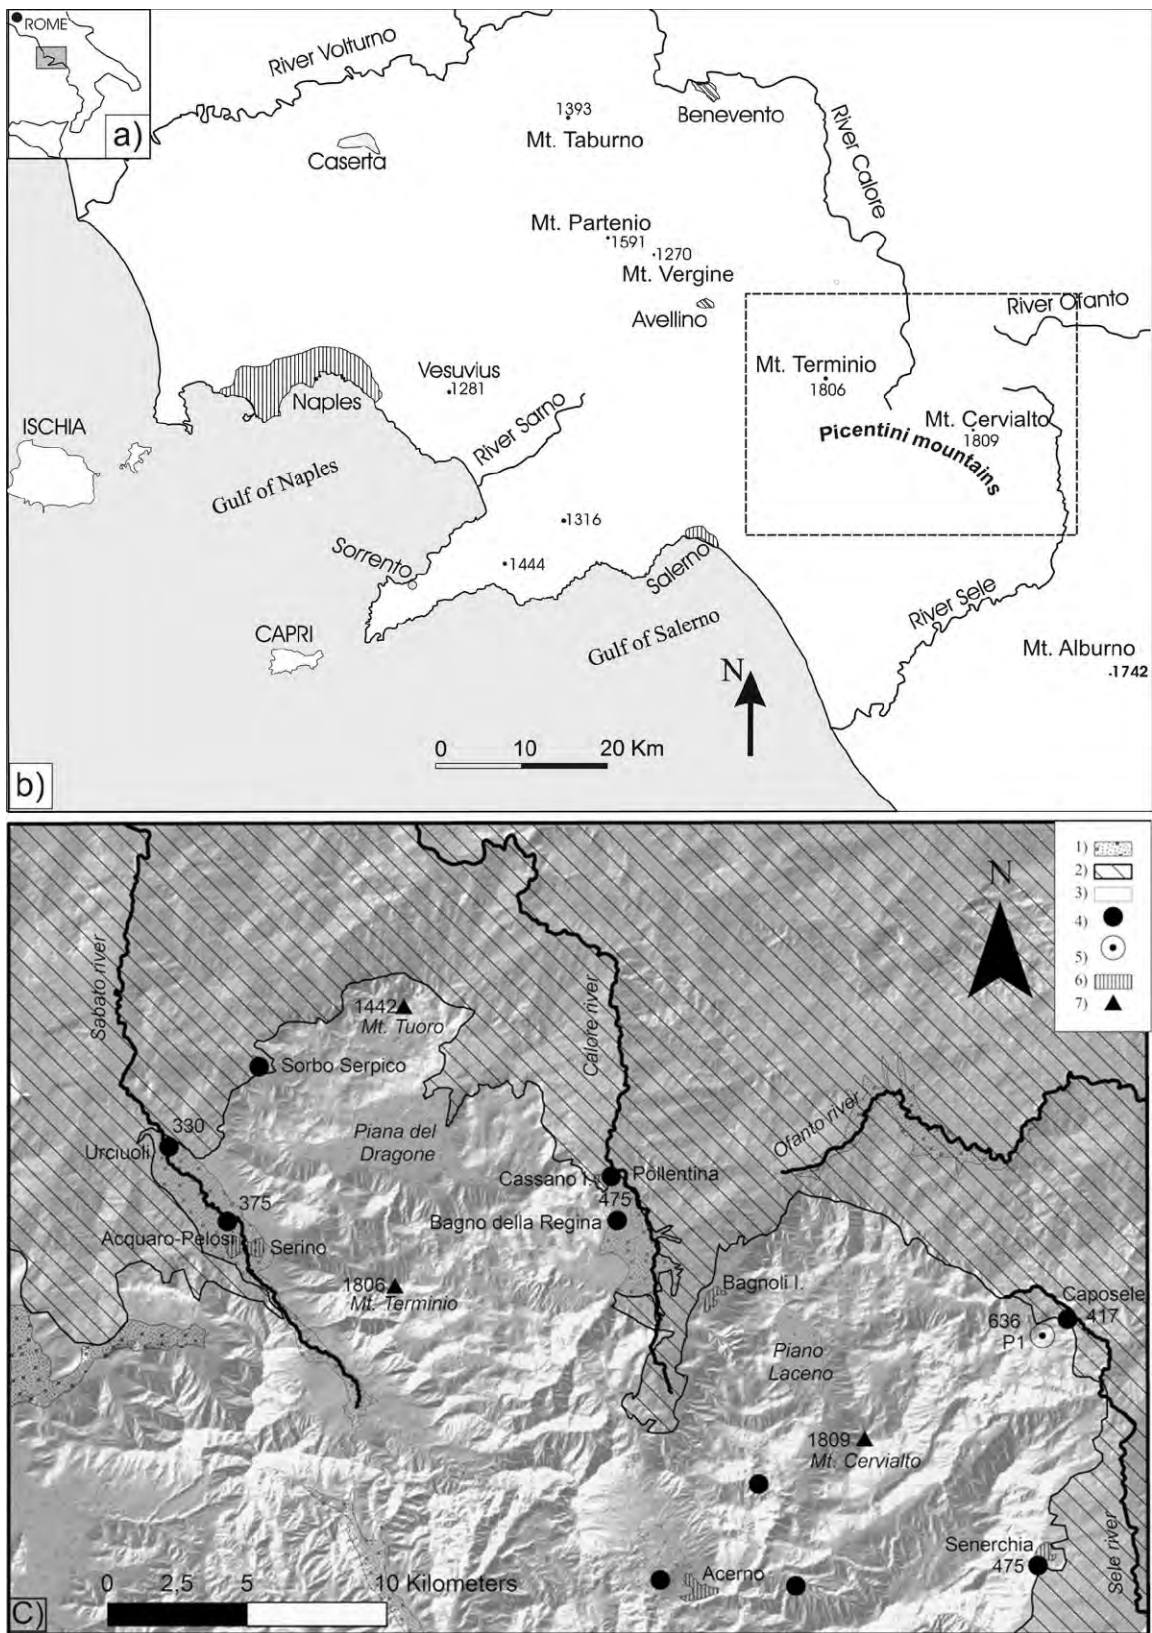 ROME
a)
River Volturno
Caserta
1393
Mt. Taburno
Benevento
River Calore
Mt. Partenio
1591
1270
Mt. Vergine
Avellino
River Ofanto
Mt. Terminio
1806
Mt. Cervialto
1809
Picentini mountains
Vesuvius
1281
Naples
ISCHIA
River Sarno
Gulf of Naples
1316
1444
Sorrento
Salerno
CAPRI
Gulf of Salerno
River Sele
Mt. Alburno
1742
N
0 10 20 Km
b)
1)
2)
3)
4)
5)
6)
7)
N
Sabato river
1442
Mt. Tuoro
Calore river
Sorbo Serpico
Ofanto river
330
Urciuoli
Piana del
Dragone
Cassano I.
Pollentina
475
375
Bagno della Regina
Acquaro-Pelosi
Serino
1806
Mt. Terminio
Bagnoli I.
Caposele
417
636
P1
Piano
Laceno
1809
Mt. Cervialto
Senerchia
475
Sele river
Acerno
0 2,5 5 10 Kilometers
C)